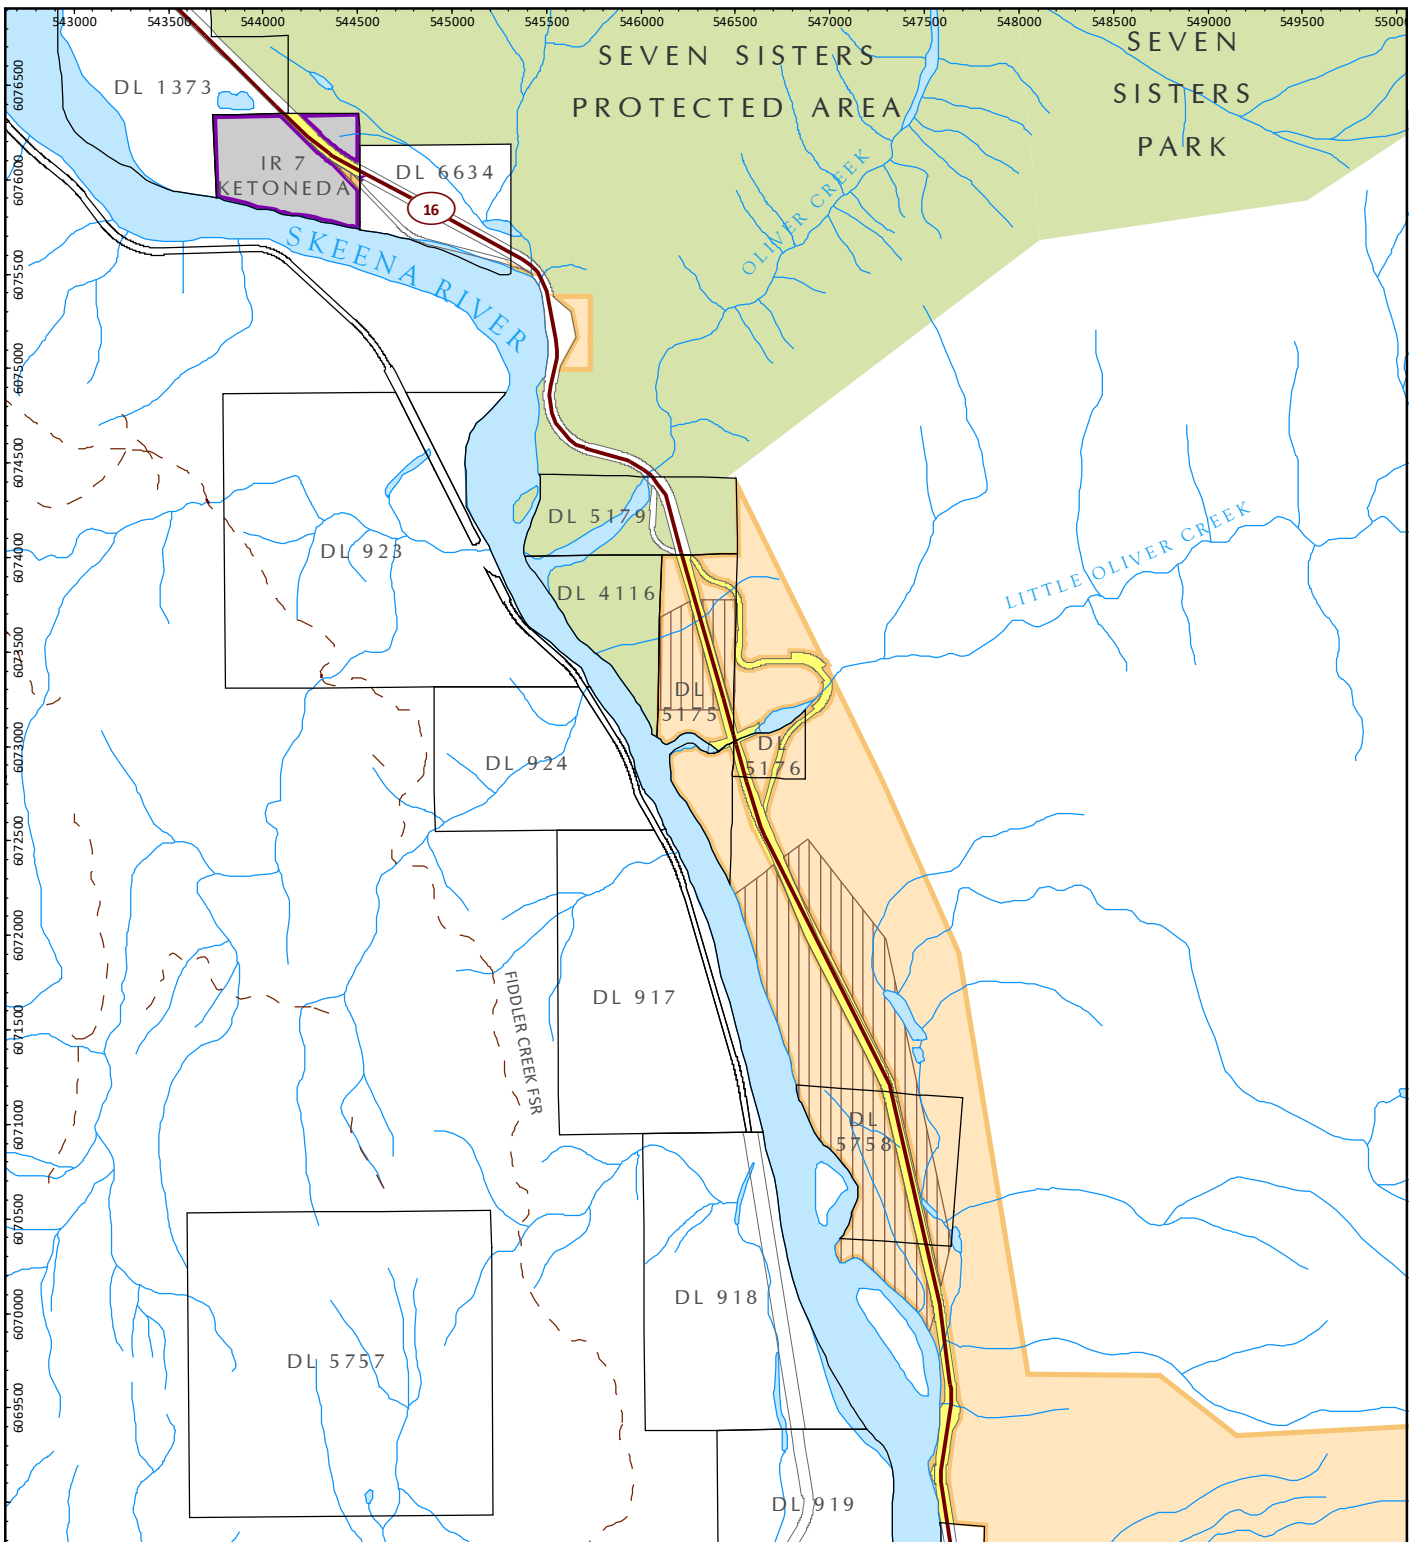 543000 543500 544000 544500 545000 545500 546000 546500 547000 547500 548000 548500 549000 549500 55000
SEVEN SISTERS
PROTECTED AREA
SEVEN
SISTERS
PARK
DL 1373
IR 7
KETONEDA
DL 6634
16
SKEENA RIVER
OLIVER CREEK
LITTLE OLIVER CREEK
DL 5179
DL 923
DL 4116
DL
5175
DL
5176
DL 924
DL 917
FIDDLER CREEK FSR
DL
5758
DL 918
DL 5757
DL 919
6076500
6076000
6075500
6075000
6074500
6074000
6073500
6073000
6072500
6072000
6071500
6071000
6070500
6070000
6069500